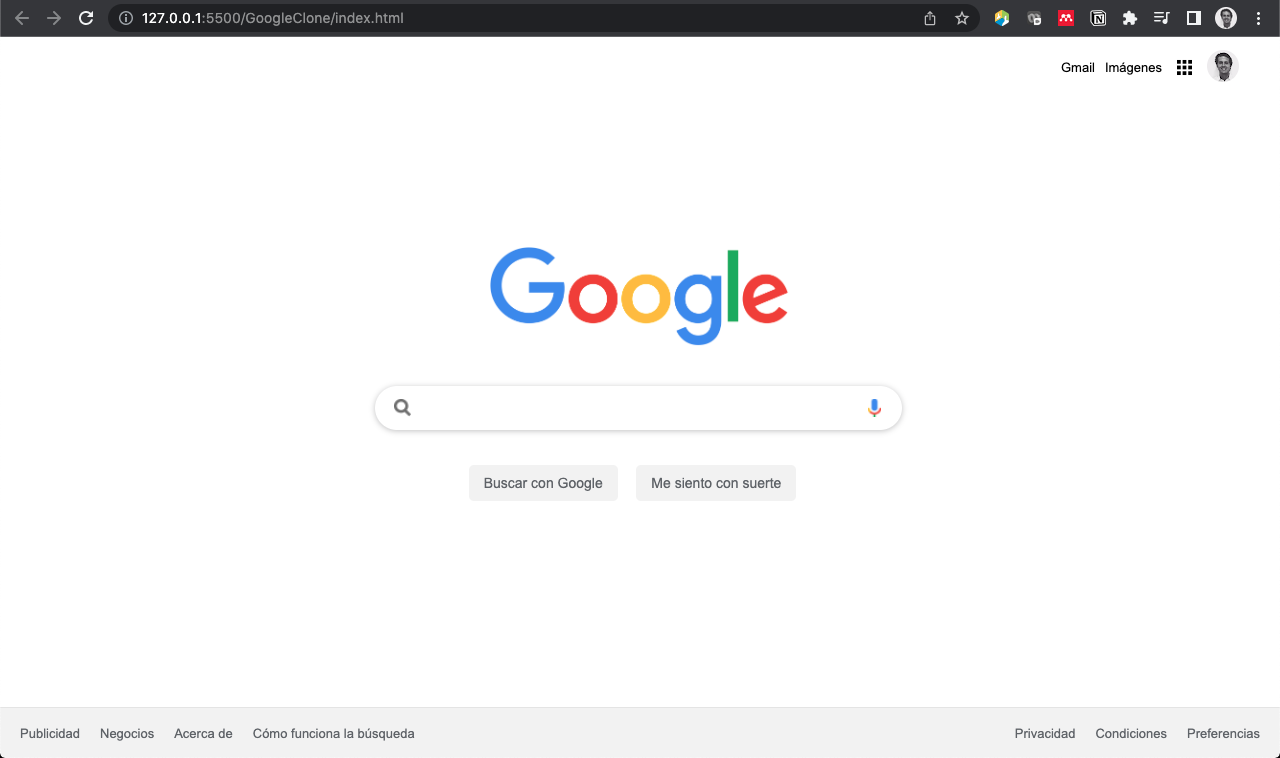 127.0.0.1:5500/GoogleClone/index.html
Gmail Imágenes
Google
Buscar con Google Me siento con suerte
Publicidad Negocios Acerca de Cómo funciona la búsqueda Privacidad Condiciones Preferencias